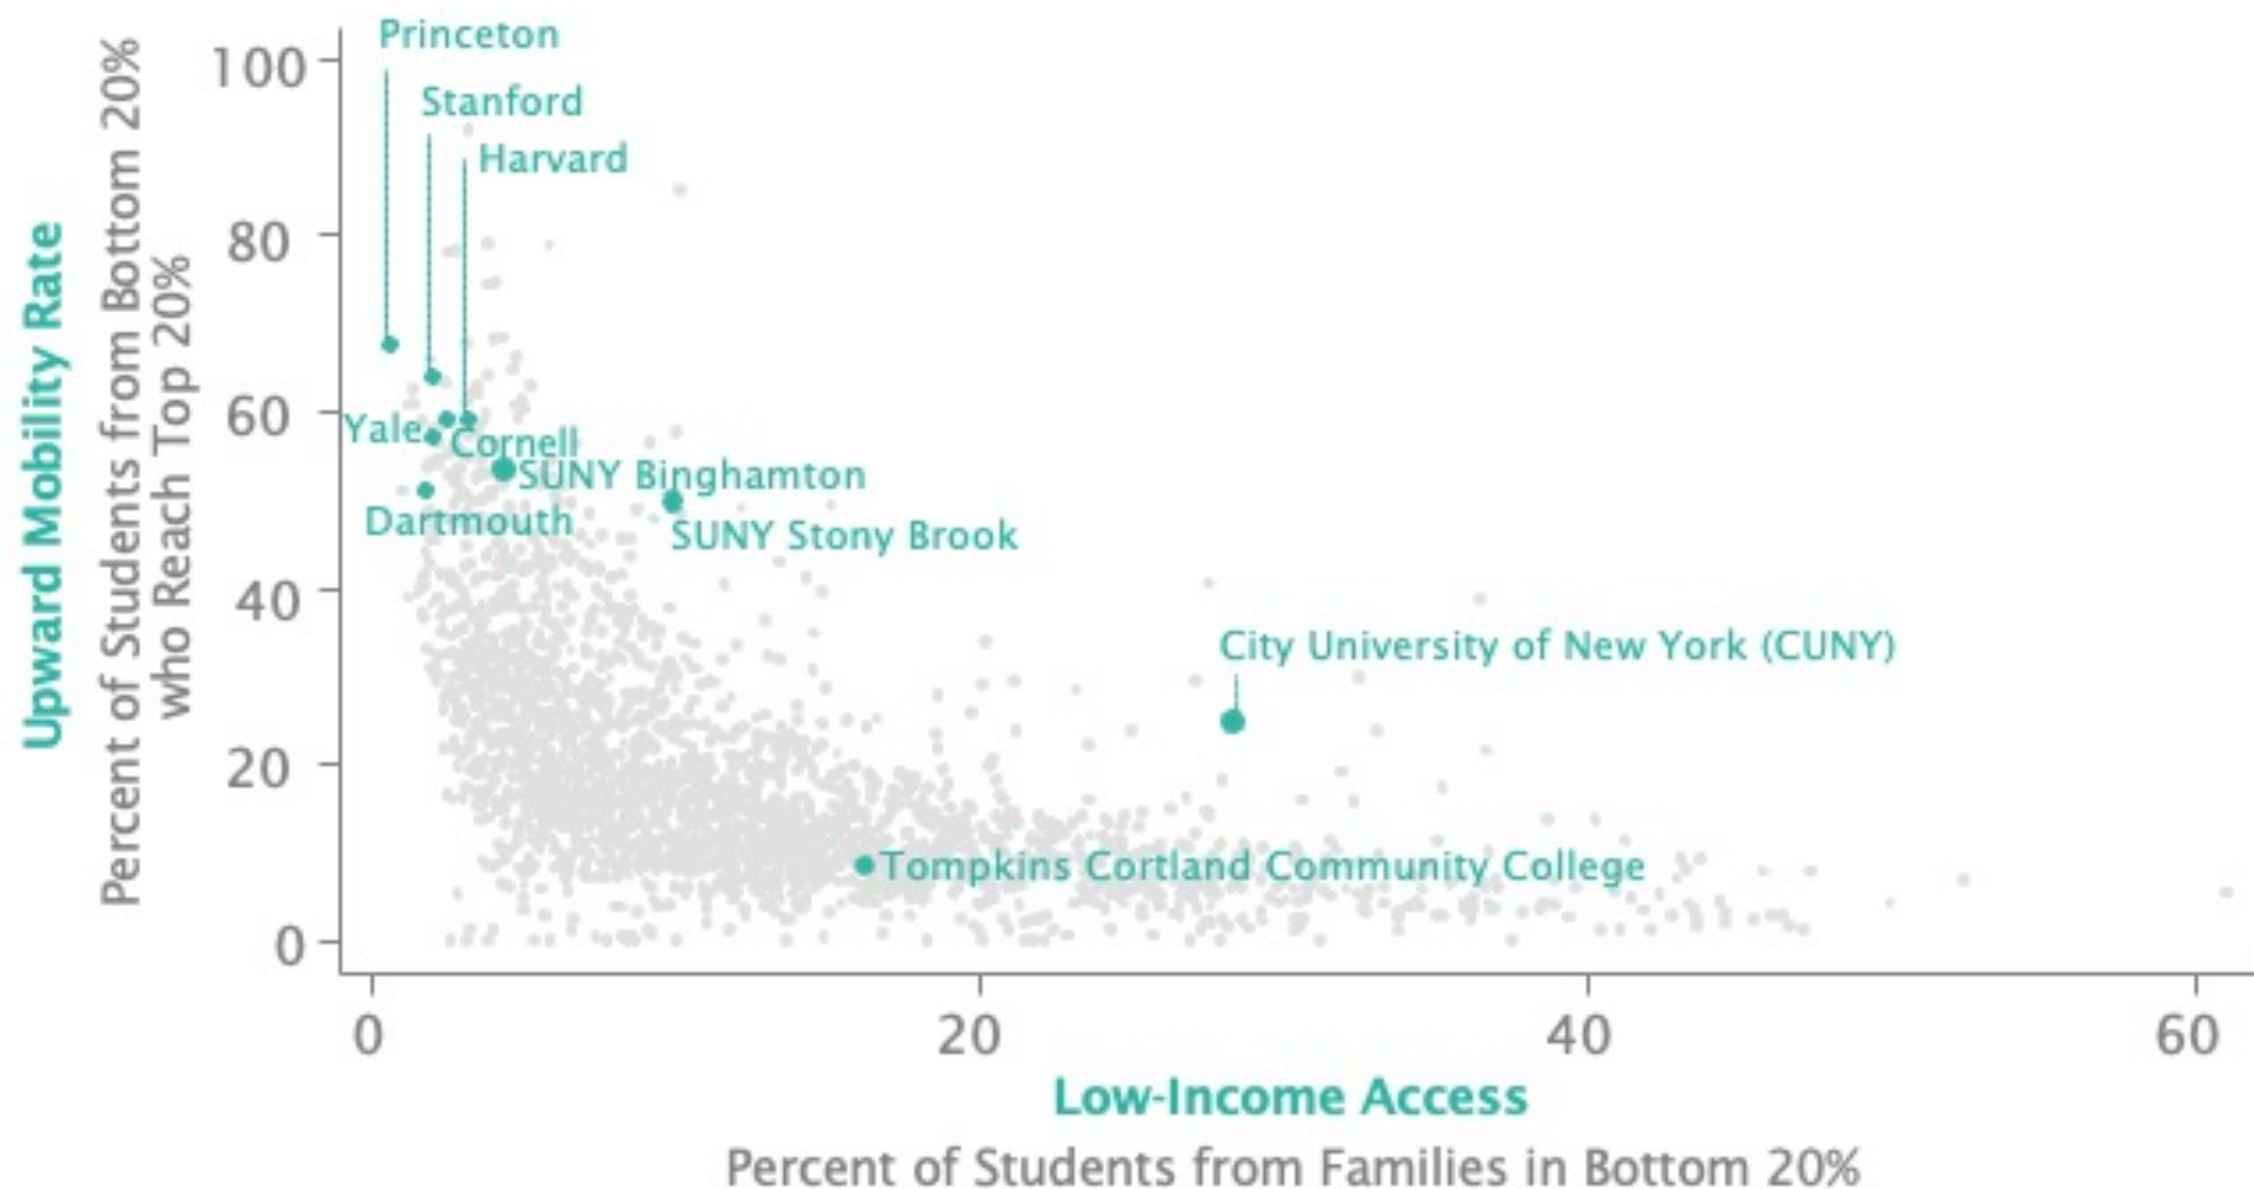 Princeton
100
Stanford
Harvard
80
60
Yale
Cornell
SUNY Binghamton
Dartmouth
SUNY Stony Brook
40
City University of New York (CUNY)
20
Tompkins Cortland Community College
0
Upward Mobility Rate
Percent of Students from Bottom 20%
who Reach Top 20%
0 20 40 60
Low-Income Access
Percent of Students from Families in Bottom 20%